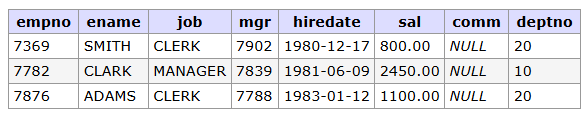 empno ename job mgr hiredate sal comm deptno
7369 SMITH CLERK 7902 1980-12-17 800.00 NULL 20
7782 CLARK MANAGER 7839 1981-06-09 2450.00 NULL 10
7876 ADAMS CLERK 7788 1983-01-12 1100.00 NULL 20